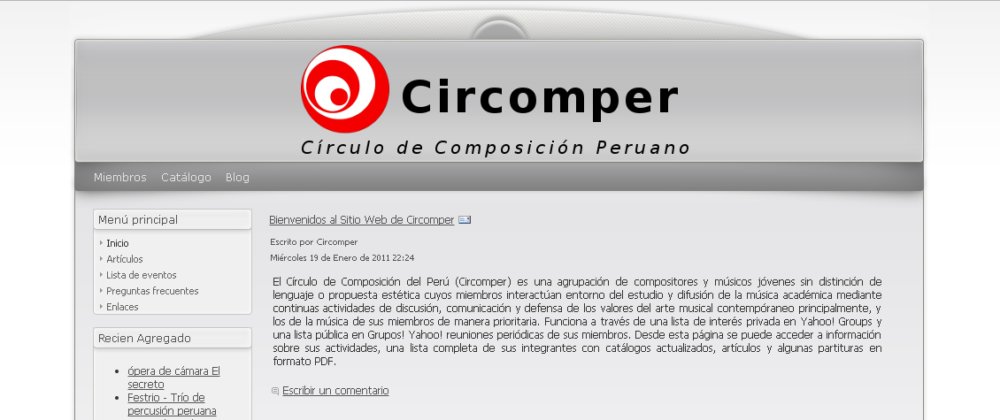 Circomper
Círculo de Composición Peruano
Miembros Catálogo Blog
Menú principal
Inicio
Artículos
Lista de eventos
Preguntas frecuentes
Enlaces
Recien Agregado
ópera de cámara El
secreto
Festrio - Trío de
percusión peruana
Bienvenidos al Sitio Web de Circomper
Escrito por Circomper
Miércoles 19 de Enero de 2011 22:24
El Círculo de Composición del Perú (Circomper) es una agrupación de compositores y músicos jóvenes sin distinción de
lenguaje o propuesta estética cuyos miembros interactúan entorno del estudio y difusión de la música académica mediante
continuas actividades de discusión, comunicación y defensa de los valores del arte musical contempóraneo principalmente, y
los de la música de sus miembros de manera prioritaria. Funciona a través de una lista de interés privada en Yahoo! Groups y
una lista pública en Grupos! Yahoo! reuniones periódicas de sus miembros. Desde esta página se puede acceder a información
sobre sus actividades, una lista completa de sus integrantes con catálogos actualizados, artículos y algunas partituras en
formato PDF.
Escribir un comentario